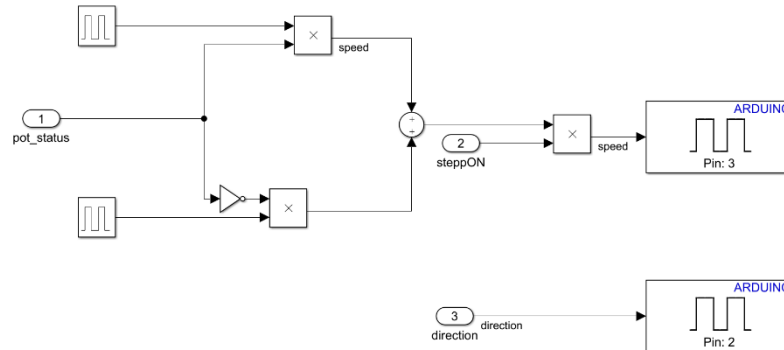 ×
speed
1
pot_status
+
+
2
steppON
×
speed
ARDUINO
Pin: 3
×
3
direction
direction
ARDUINO
Pin: 2